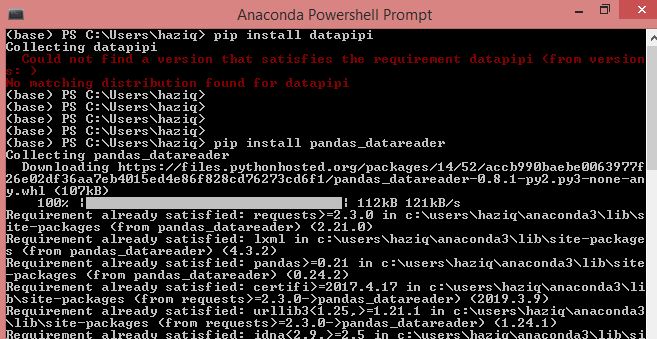 Anaconda Powershell Prompt
(base) PS C:\Users\haziq> pip install datapipi
Collecting datapipi
Could not find a version that satisfies the requirement datapipi (from version
s: )
No matching distribution found for datapipi
(base) PS C:\Users\haziq>
(base) PS C:\Users\haziq>
(base) PS C:\Users\haziq>
(base) PS C:\Users\haziq>
(base) PS C:\Users\haziq> pip install pandas_datareader
Collecting pandas_datareader
Downloading https://files.pythonhosted.org/packages/14/52/accb990baebe0063977f
26e02df36aa7eb4015ed4e86f828cd76273cd6f1/pandas_datareader-0.8.1-py2.py3-none-an
y.whl (107kB)
100% | | 112kB 121kB/s
Requirement already satisfied: requests>=2.3.0 in c:\users\haziq\anaconda3\lib\s
ite-packages (from pandas_datareader) (2.21.0)
Requirement already satisfied: lxml in c:\users\haziq\anaconda3\lib\site-package
s (from pandas_datareader) (4.3.2)
Requirement already satisfied: pandas>=0.21 in c:\users\haziq\anaconda3\lib\site
-packages (from pandas_datareader) (0.24.2)
Requirement already satisfied: certifi>=2017.4.17 in c:\users\haziq\anaconda3\li
b\site-packages (from requests>=2.3.0->pandas_datareader) (2019.3.9)
Requirement already satisfied: urllib3<1.25,>=1.21.1 in c:\users\haziq\anaconda3
\lib\site-packages (from requests>=2.3.0->pandas_datareader) (1.24.1)
Requirement already satisfied: idna<2.9,>=2.5 in c:\users\haziq\anaconda3\lib\si